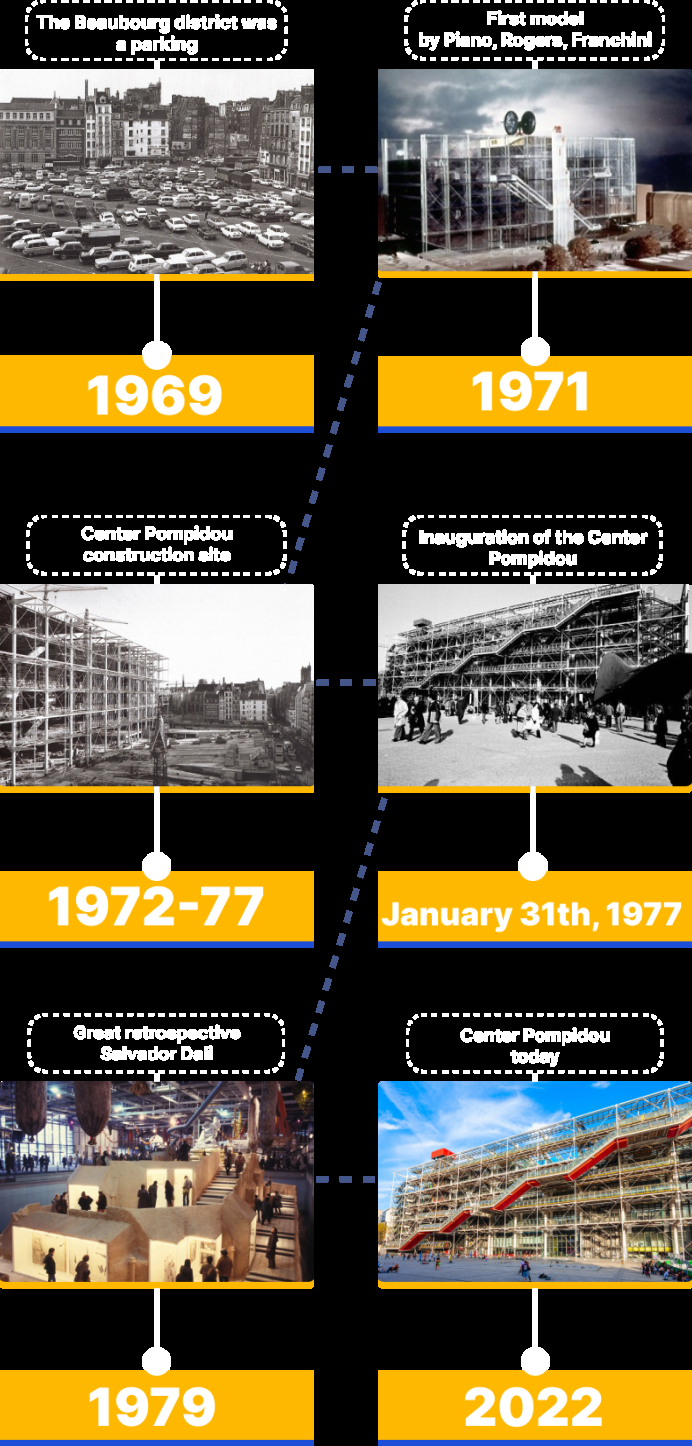 The Beaubourg district was
a parking
First model
by Piano, Rogers, Franchini
1969
1971
Center Pompidou
construction site
Inauguration of the Center
Pompidou
1972-77
January 31th, 1977
Great retrospective
Salvador Dalí
Center Pompidou
today
1979
2022